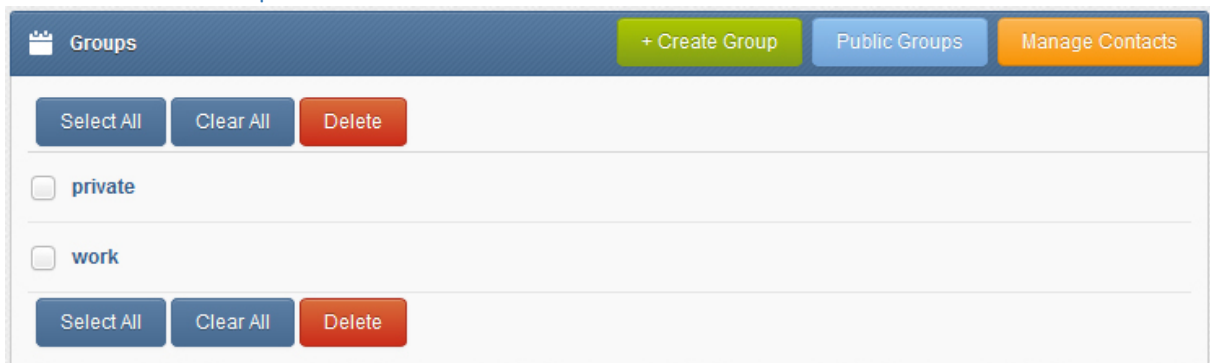 Groups + Create Group Public Groups Manage Contacts
Select All Clear All Delete
private
work
Select All Clear All Delete